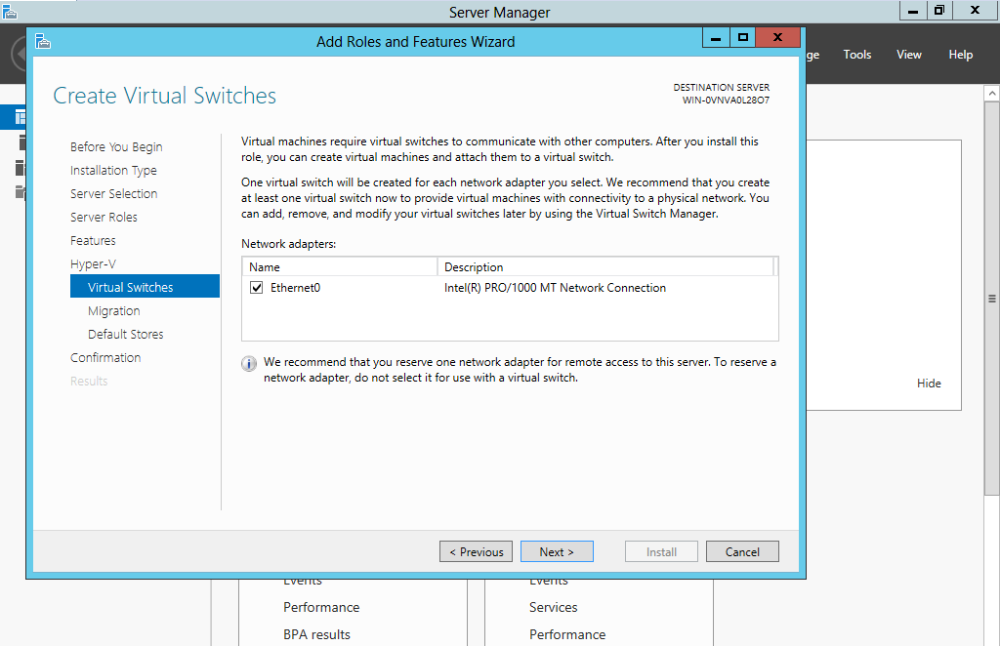 Server Manager
Add Roles and Features Wizard
Tools View Help
Create Virtual Switches
DESTINATION SERVER
WIN-0VNVA0L28O7
Before You Begin
Installation Type
Server Selection
Server Roles
Features
Hyper-V
Virtual Switches
Migration
Default Stores
Confirmation
Results
Virtual machines require virtual switches to communicate with other computers. After you install this
role, you can create virtual machines and attach them to a virtual switch.
One virtual switch will be created for each network adapter you select. We recommend that you create
at least one virtual switch now to provide virtual machines with connectivity to a physical network. You
can add, remove, and modify your virtual switches later by using the Virtual Switch Manager.
Network adapters:
Name Description
Ethernet0 Intel(R) PRO/1000 MT Network Connection
We recommend that you reserve one network adapter for remote access to this server. To reserve a
network adapter, do not select it for use with a virtual switch.
Hide
< Previous Next > Install Cancel
Events Events
Performance Services
BPA results Performance